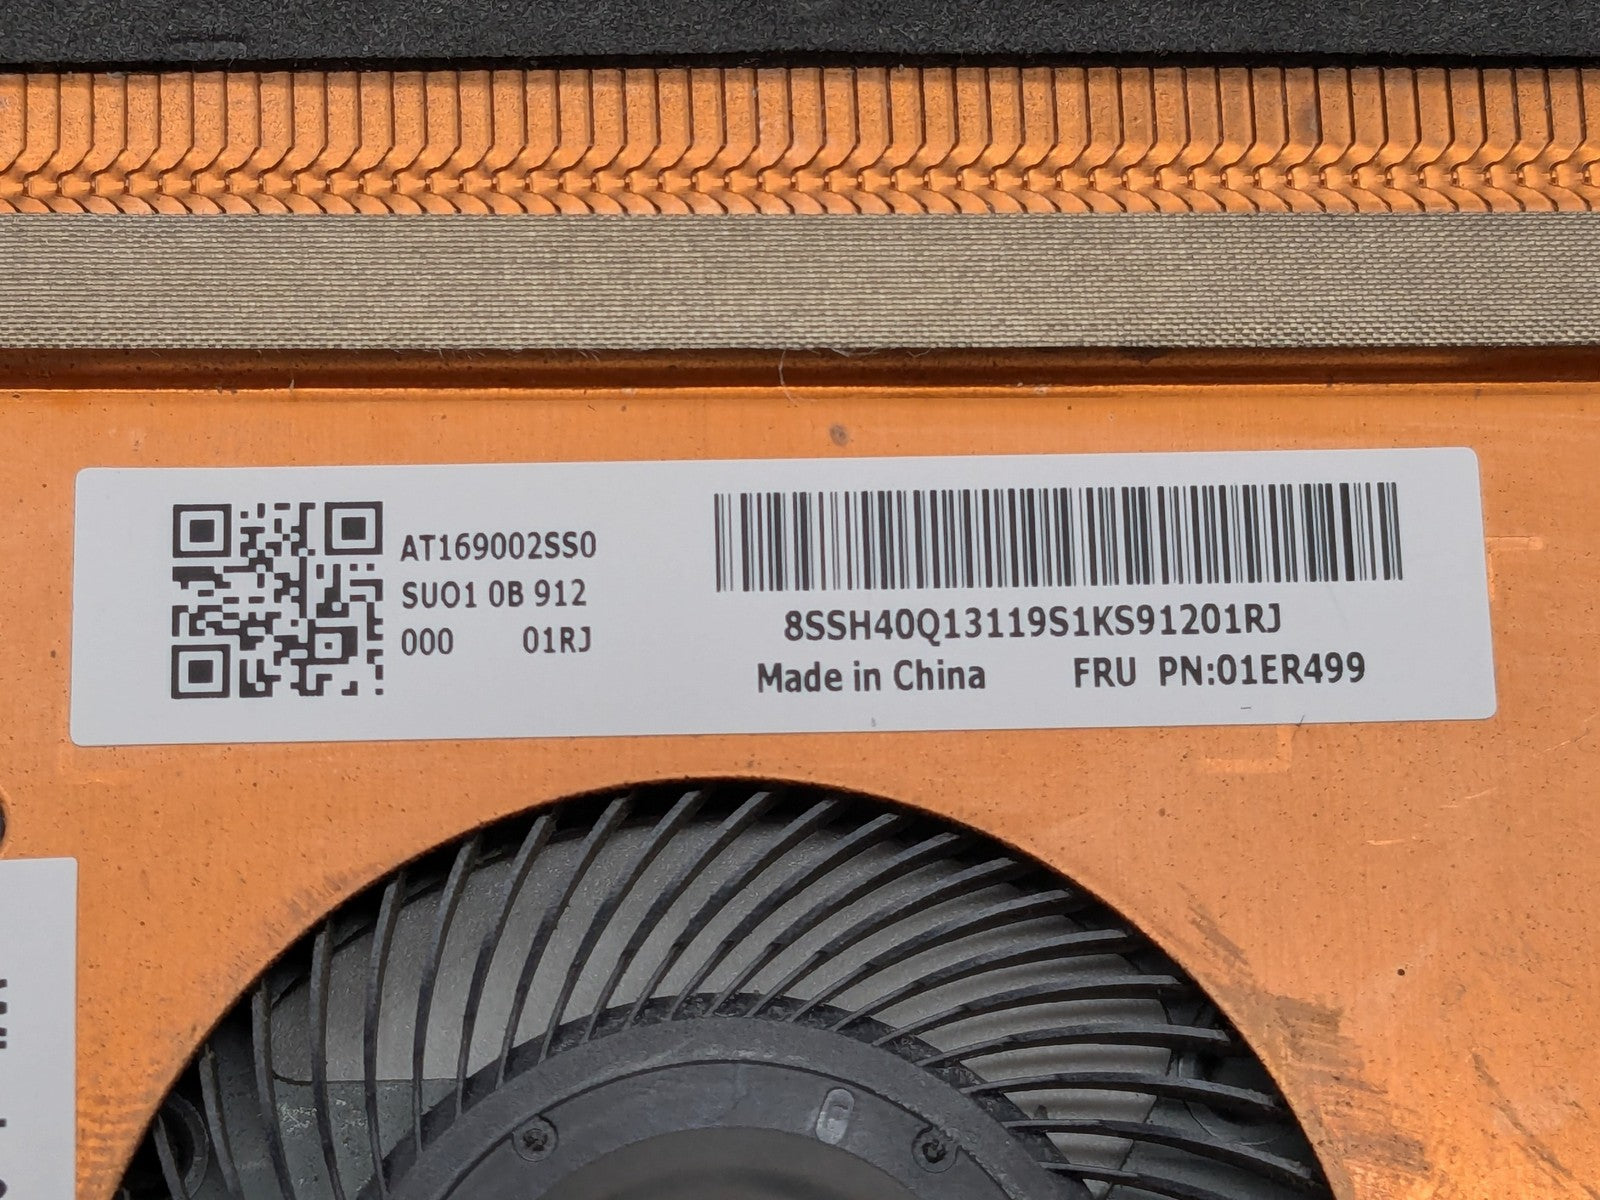 AT169002SS0
SUO1 0B 912
000 01RJ
8SSH40Q13119S1KS91201RJ
Made in China FRU PN:01ER499